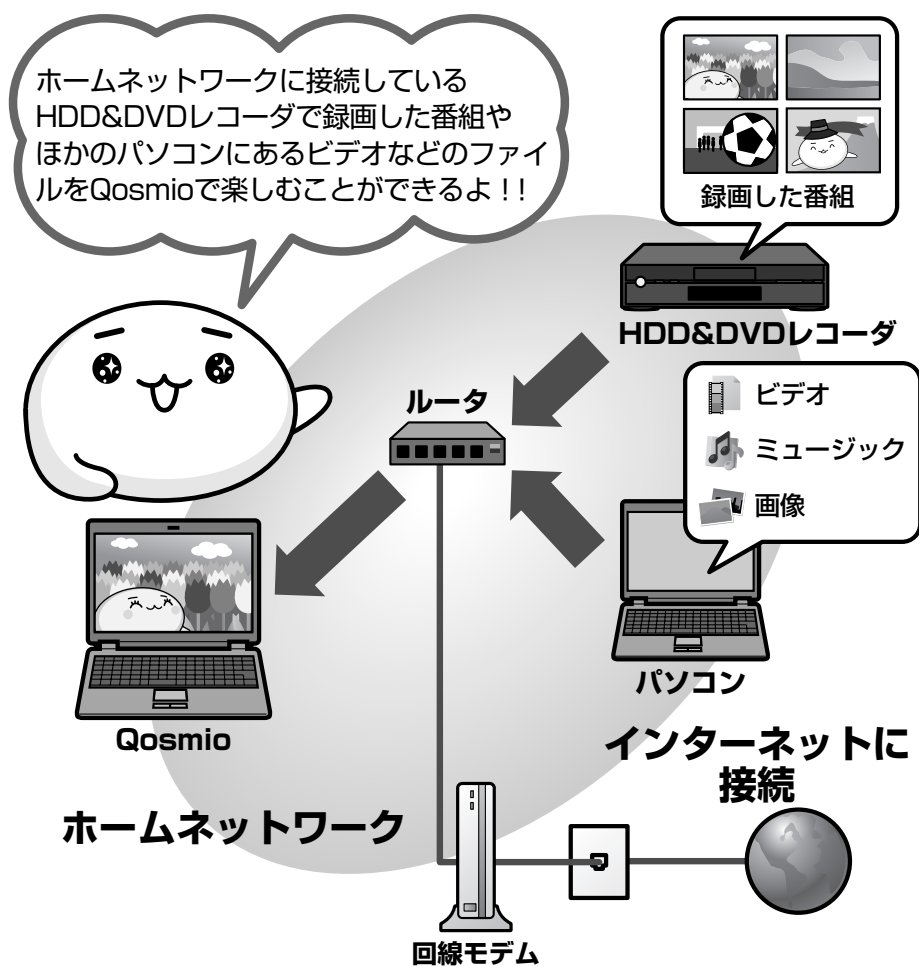 ホームネットワークに接続している
HDD&DVDレコーダで録画した番組や
ほかのパソコンにあるビデオなどのファイ
ルをQosmioで楽しむことができるよ!!
録画した番組
HDD&DVDレコーダ
ルータ
ビデオ
ミュージック
画像
パソコン
Qosmio
インターネットに
接続
ホームネットワーク
回線モデム